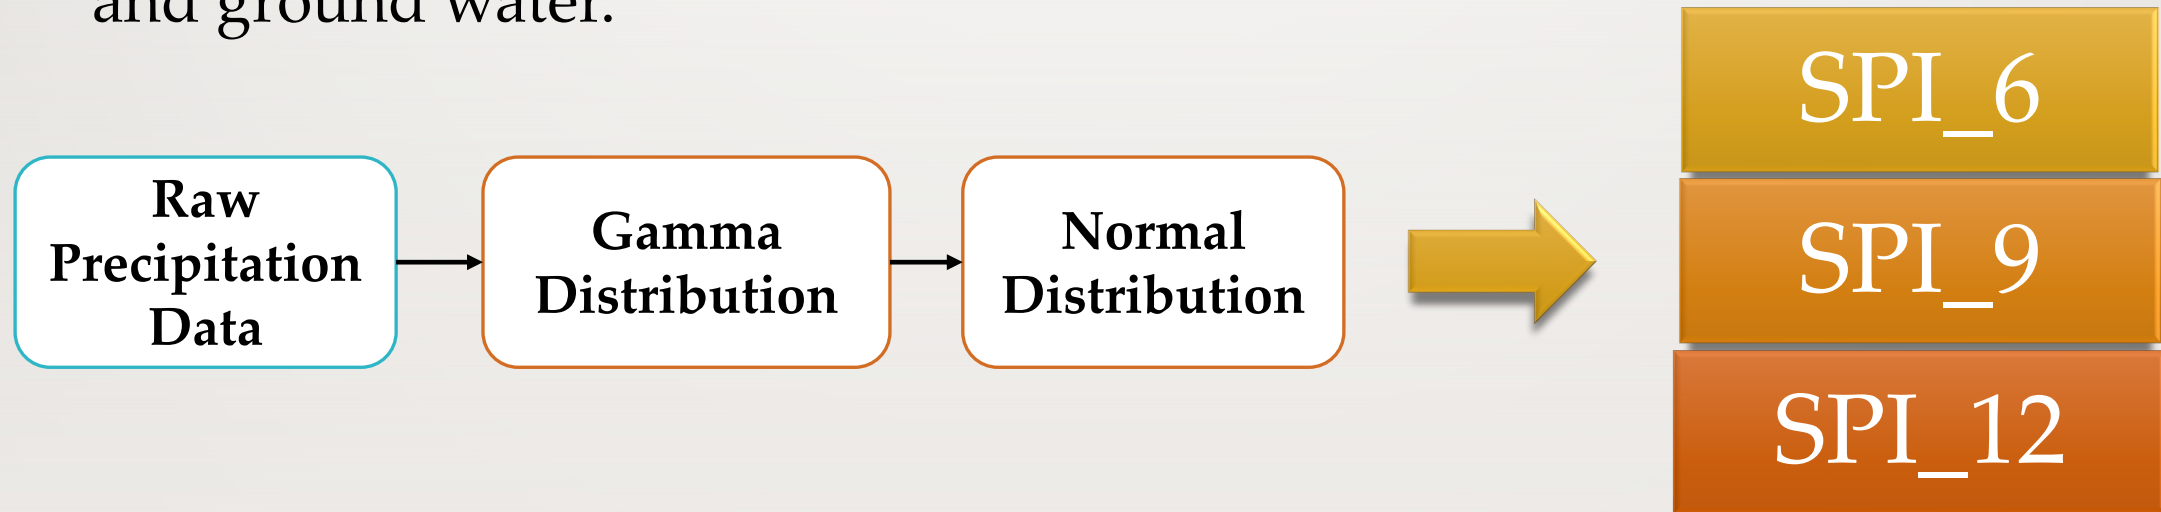 and ground water.
Raw
Precipitation
Data
Gamma
Distribution
Normal
Distribution
SPI_6
SPI_9
SPI_12